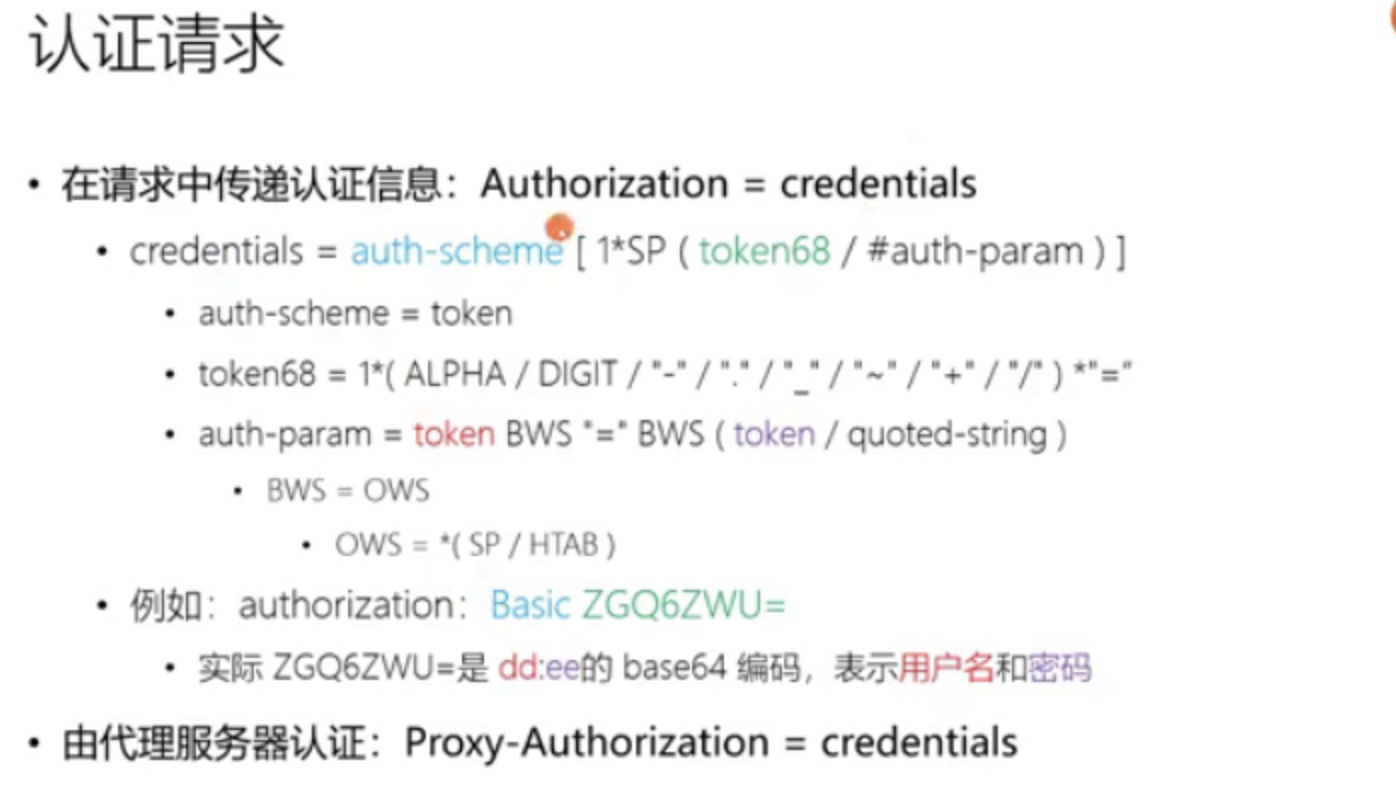 认证请求
• 在请求中传递认证信息：Authorization = credentials
• credentials = auth-scheme [ 1*SP ( token68 / #auth-param ) ]
• auth-scheme = token
• token68 = 1*( ALPHA / DIGIT / "-" / "." / "_" / "~" / "+" / "/" ) *"="
• auth-param = token BWS "=" BWS ( token / quoted-string )
• BWS = OWS
• OWS = *( SP / HTAB )
• 例如：authorization：Basic ZGQ6ZWU=
• 实际 ZGQ6ZWU=是 dd:ee的 base64 编码，表示用户名和密码
• 由代理服务器认证：Proxy-Authorization = credentials